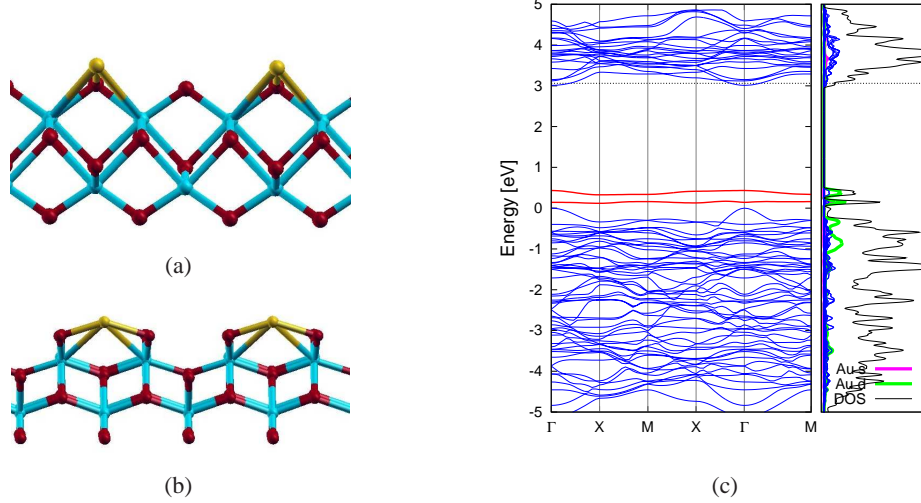 (a)
(b)
Energy [eV]
5
4
3
2
1
0
-1
-2
-3
-4
-5
Γ X M X Γ M
Au s
Au d
DOS
(c)